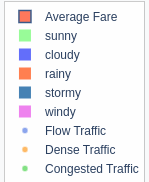 Average Fare
sunny
cloudy
rainy
stormy
windy
Flow Traffic
Dense Traffic
Congested Traffic